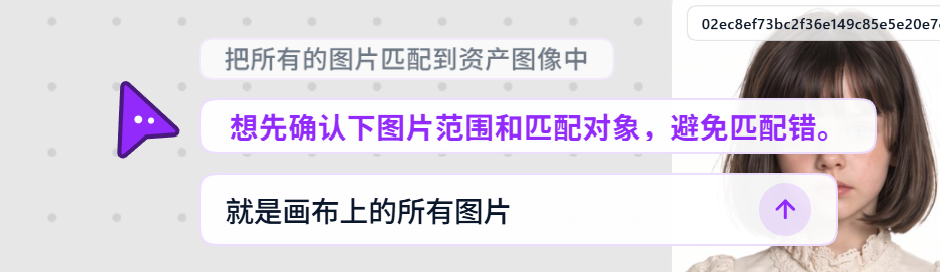 02ec8ef73bc2f36e149c85e5e20e7
把所有的图片匹配到资产图像中
想先确认下图片范围和匹配对象，避免匹配错。
就是画布上的所有图片